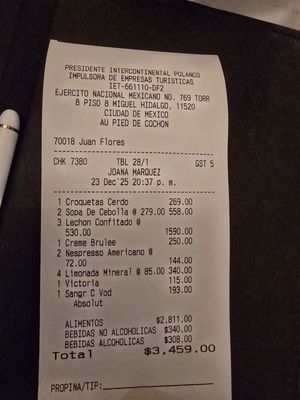 PRESIDENTE INTERCONTINENTAL POLANCO
IMPULSORA DE EMPRESAS TURISTICAS
IET-661110-DF2
EJERCITO NACIONAL MEXICANO NO. 769 TORR
B PISO 8 MIGUEL HIDALGO, 11520
CIUDAD DE MEXICO
AU PIED DE COCHON
70018 Juan Flores
CHK 7380 TBL 28/1 GST 5
JOANA MARQUEZ
23 Dec'25 20:37 p. m.
1 Croquetas Cerdo 269.00
2 Sopa De Cebolla @ 279.00 558.00
3 Lechon Confitado @
530.00 1590.00
1 Creme Brulee 250.00
2 Nespresso Americano @
72.00 144.00
4 Limonada Mineral @ 85.00 340.00
1 Victoria 115.00
1 Sangr C Vod 193.00
Absolut
ALIMENTOS $2,811.00
BEBIDAS NO ALCOHOLICAS $340.00
BEBIDAS ALCOHOLICAS $308.00
Total $3,459.00
PROPINA/TIP: